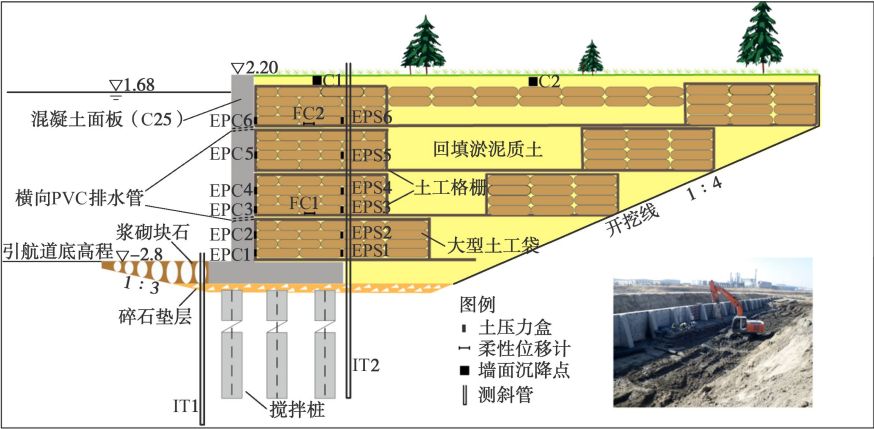 ▽2.20
C1
C2
▽1.68
混凝土面板（C25）
EPC6
FC2
EPS6
EPC5
EPS5
回填淤泥质土
横向PVC排水管
EPC4
EPS4
土工格栅
EPC3
FC1
EPS3
1：4
开挖线
浆砌块石
EPC2
EPS2
大型土工袋
引航道底高程
▽-2.8
EPC1
EPS1
1：3
碎石垫层
图例
土压力盒
柔性位移计
墙面沉降点
测斜管
IT2
IT1
搅拌桩